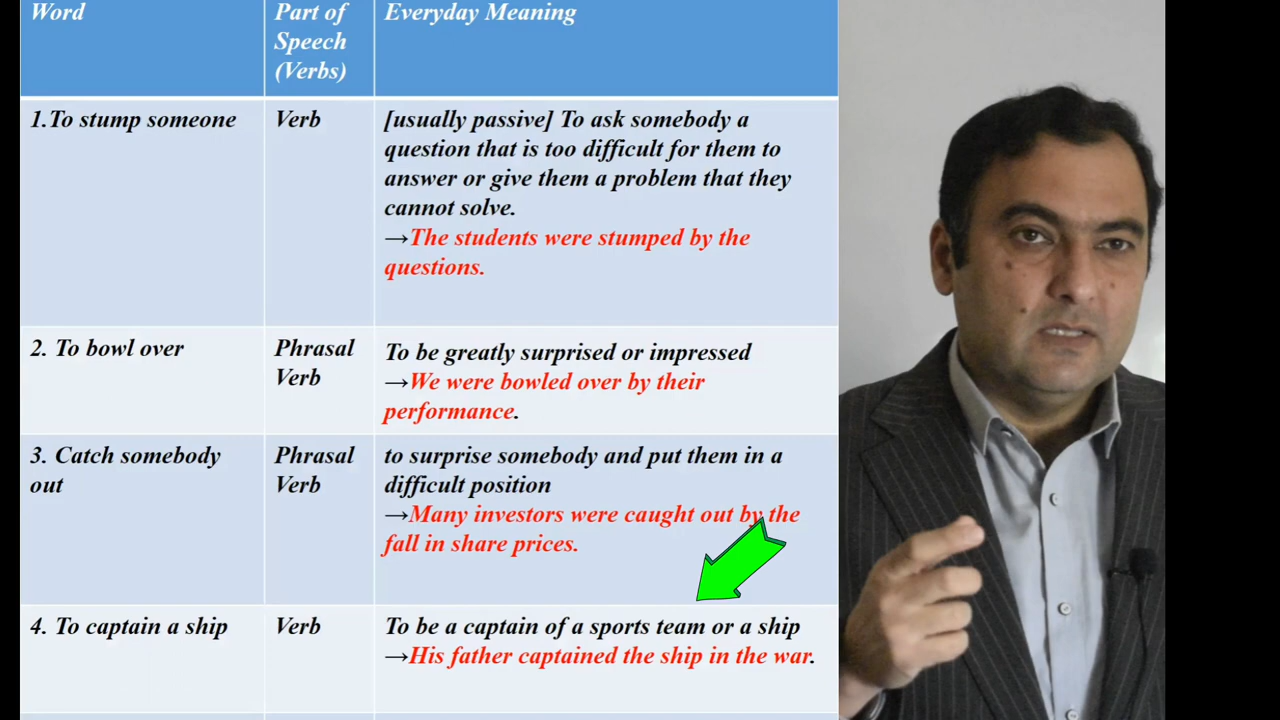 Word
Part of
Speech
(Verbs)
Everyday Meaning
1.To stump someone
Verb
[usually passive] To ask somebody a
question that is too difficult for them to
answer or give them a problem that they
cannot solve.
→The students were stumped by the
questions.
2. To bowl over
Phrasal
Verb
To be greatly surprised or impressed
→We were bowled over by their
performance.
3. Catch somebody
out
Phrasal
Verb
to surprise somebody and put them in a
difficult position
→Many investors were caught out by the
fall in share prices.
4. To captain a ship
Verb
To be a captain of a sports team or a ship
→His father captained the ship in the war.